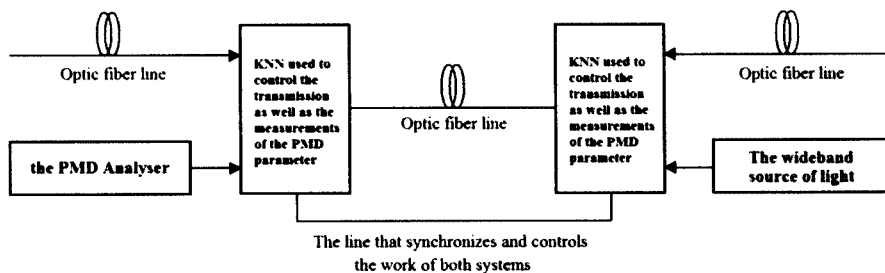 Optic fiber line
the PMD Analyser
KNN used to
control the
transmission
as well as the
measurements
of the PMD
parameter
Optic fiber line
KNN used to
control the
transmission
as well as the
measurements
of the PMD
parameter
Optic fiber line
The wideband
source of light
The line that synchronizes and controls
the work of both systems